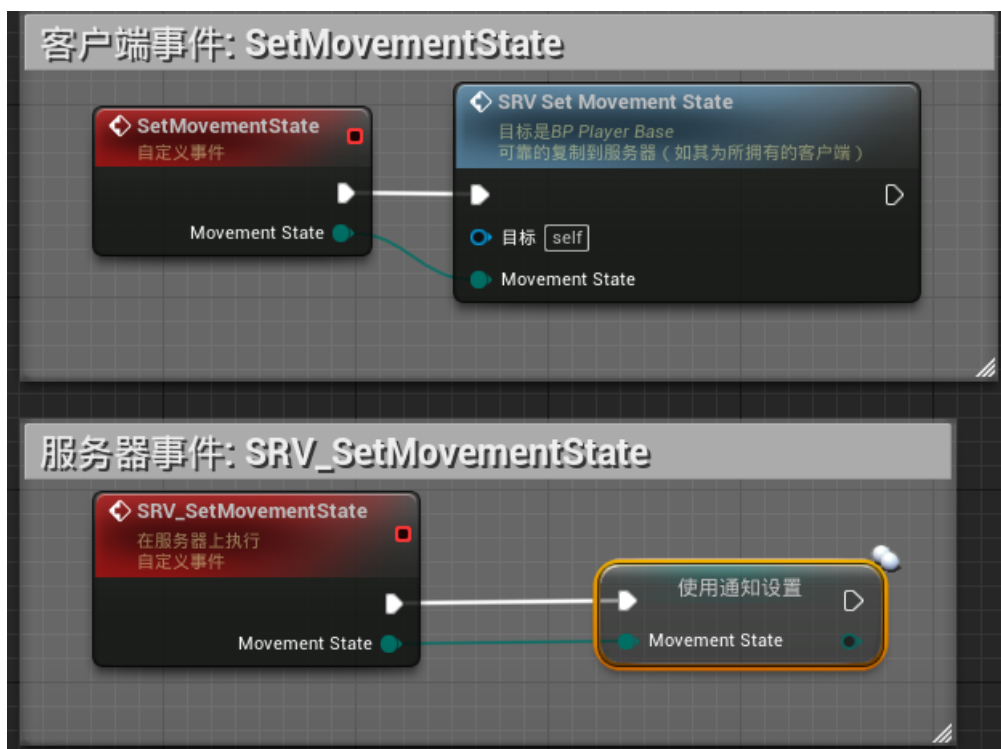 客户端事件: SetMovementState
SetMovementState
自定义事件
Movement State
SRV Set Movement State
目标是BP Player Base
可靠的复制到服务器（如其为所拥有的客户端）
目标 self
Movement State
服务器事件: SRV_SetMovementState
SRV_SetMovementState
在服务器上执行
自定义事件
Movement State
使用通知设置
Movement State